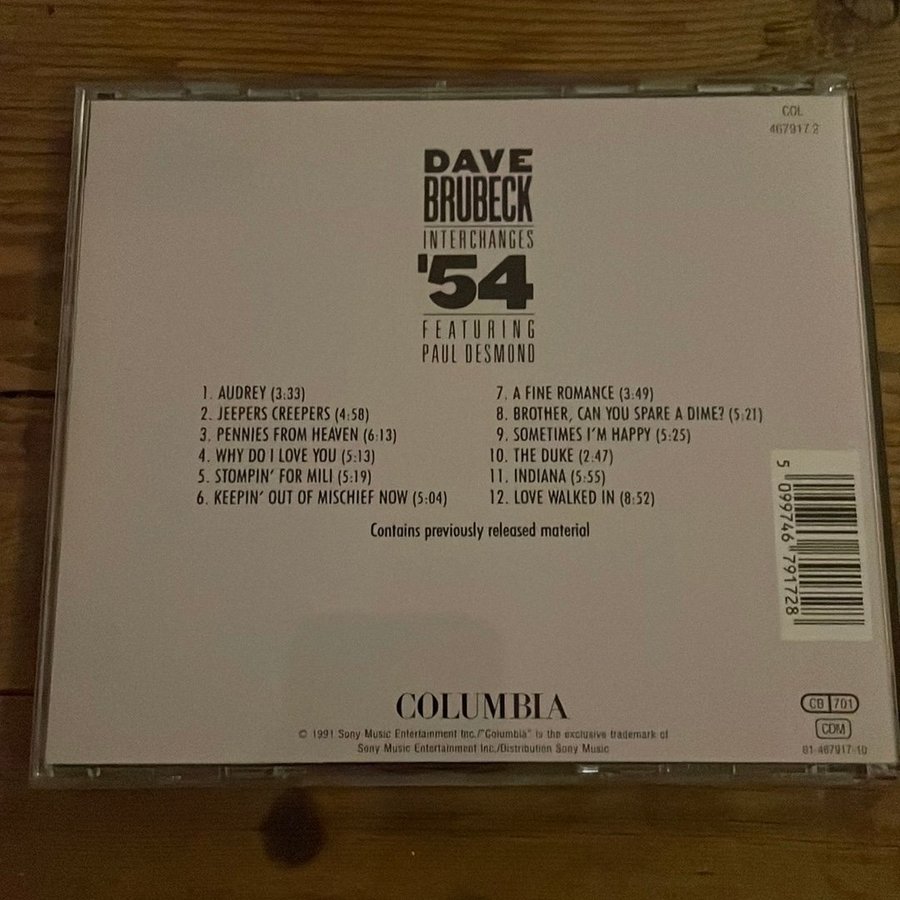 COL
467917 2
DAVE
BRUBECK
INTERCHANGES
'54
FEATURING
PAUL DESMOND
1. AUDREY (3:33)
2. JEEPERS CREEPERS (4:58)
3. PENNIES FROM HEAVEN (6:13)
4. WHY DO I LOVE YOU (5:13)
5. STOMPIN' FOR MILI (5:19)
6. KEEPIN' OUT OF MISCHIEF NOW (5:04)
7. A FINE ROMANCE (3:49)
8. BROTHER, CAN YOU SPARE A DIME? (5:21)
9. SOMETIMES I'M HAPPY (5:25)
10. THE DUKE (2:47)
11. INDIANA (5:55)
12. LOVE WALKED IN (8:52)
Contains previously released material
5 099746 791728
COLUMBIA
© 1991 Sony Music Entertainment Inc./"Columbia" is the exclusive trademark of
Sony Music Entertainment Inc./Distribution Sony Music
CB 701
CDM
01-467917-10